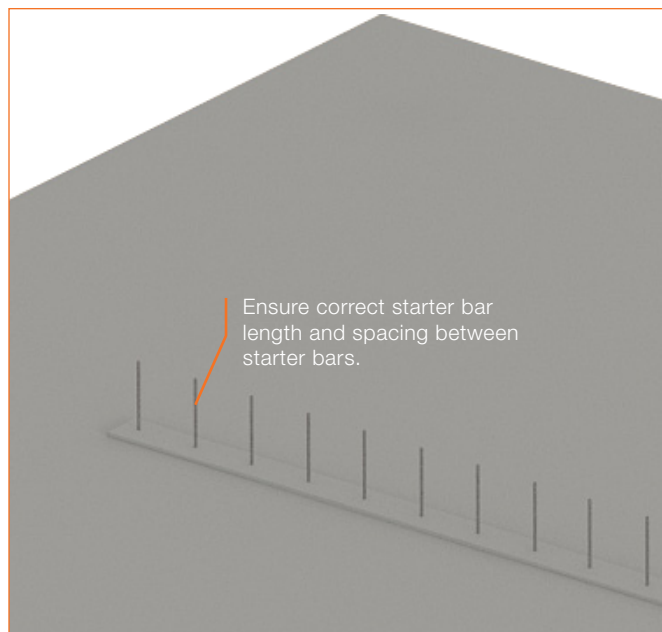 Ensure correct starter bar
length and spacing between
starter bars.